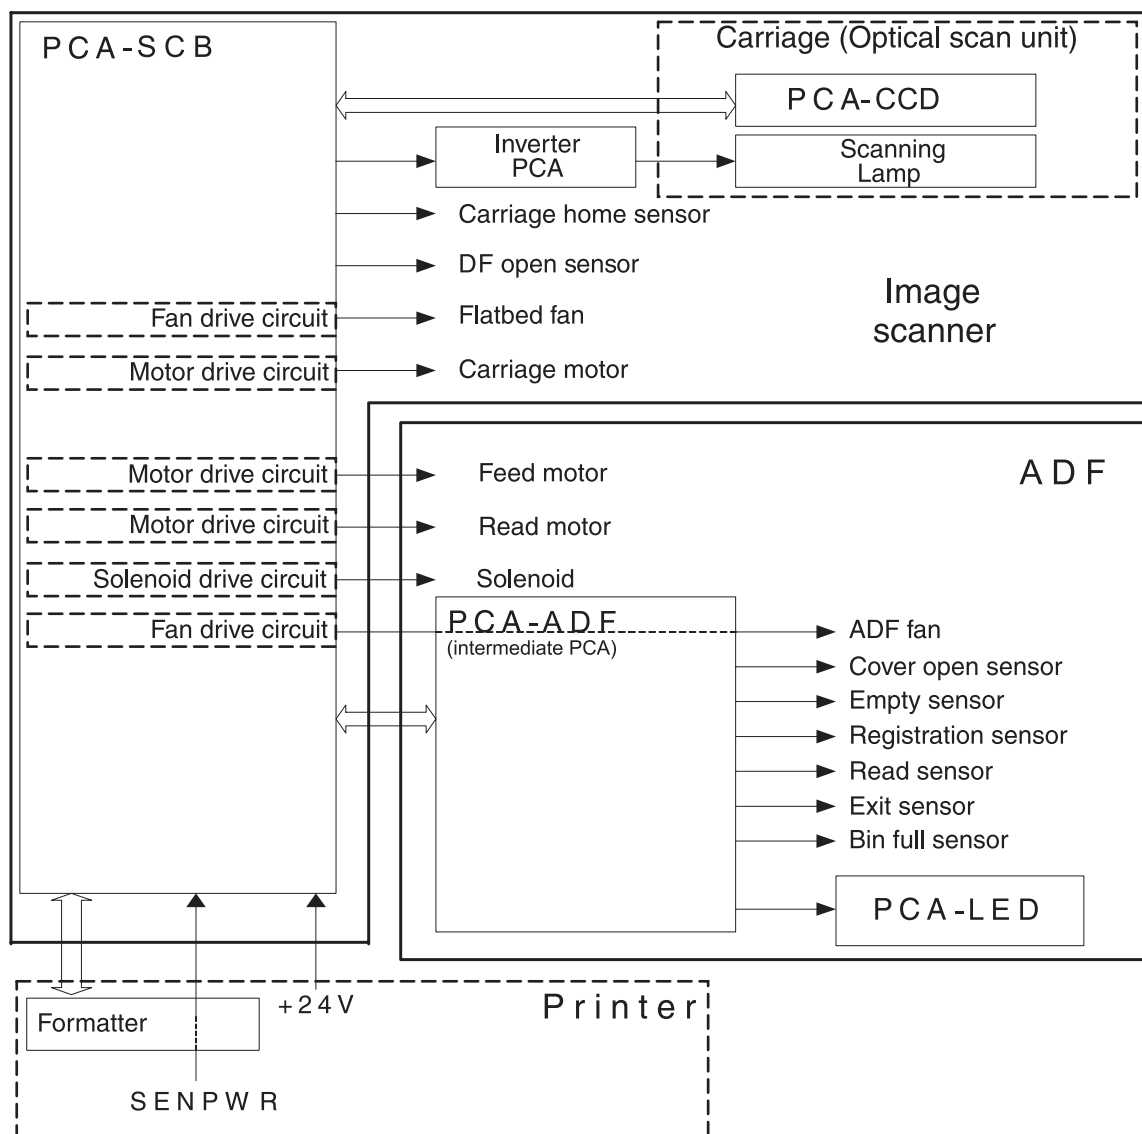 PCA-SCB
Carriage (Optical scan unit)
PCA-CCD
Inverter
PCA
Scanning
Lamp
Carriage home sensor
DF open sensor
Image
scanner
Fan drive circuit
Flatbed fan
Motor drive circuit
Carriage motor
ADF
Motor drive circuit
Feed motor
Motor drive circuit
Read motor
Solenoid drive circuit
Solenoid
Fan drive circuit
PCA-ADF
(intermediate PCA)
ADF fan
Cover open sensor
Empty sensor
Registration sensor
Read sensor
Exit sensor
Bin full sensor
PCA-LED
Printer
+24V
Formatter
SENPWR